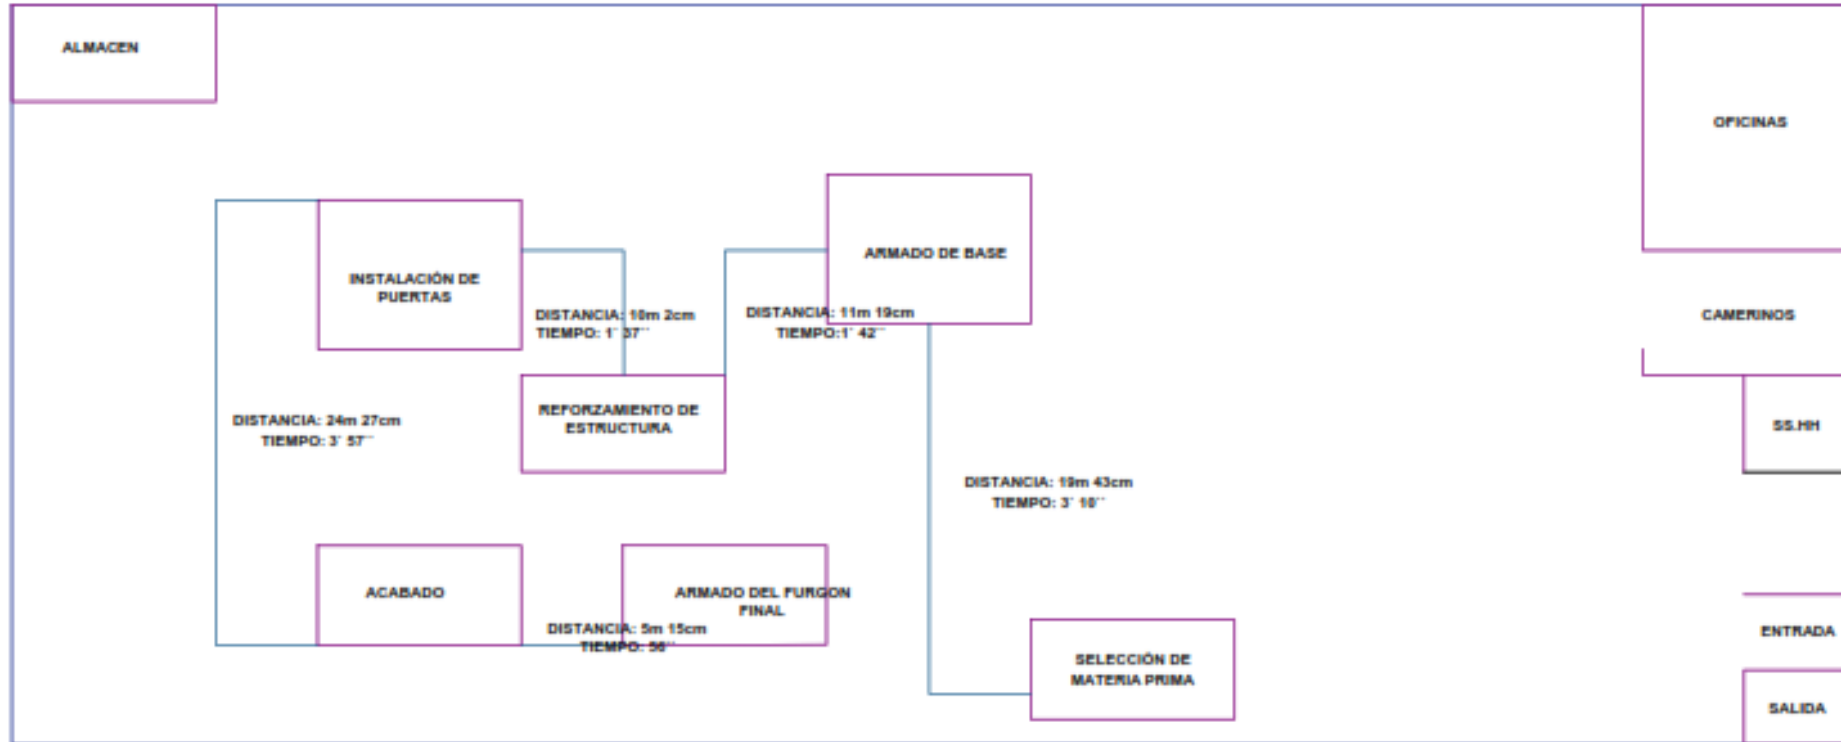 ALMACEN
OFICINAS
ARMADO DE BASE
INSTALACIÓN DE
PUERTAS
DISTANCIA: 10m 2cm
TIEMPO: 1' 37''
DISTANCIA: 11m 19cm
TIEMPO:1' 42''
CAMERINOS
REFORZAMIENTO DE
ESTRUCTURA
DISTANCIA: 24m 27cm
TIEMPO: 3' 57''
SS.HH
DISTANCIA: 19m 43cm
TIEMPO: 3' 10''
ACABADO
ARMADO DEL FURGON
FINAL
DISTANCIA: 5m 15cm
TIEMPO: 56''
SELECCIÓN DE
MATERIA PRIMA
ENTRADA
SALIDA